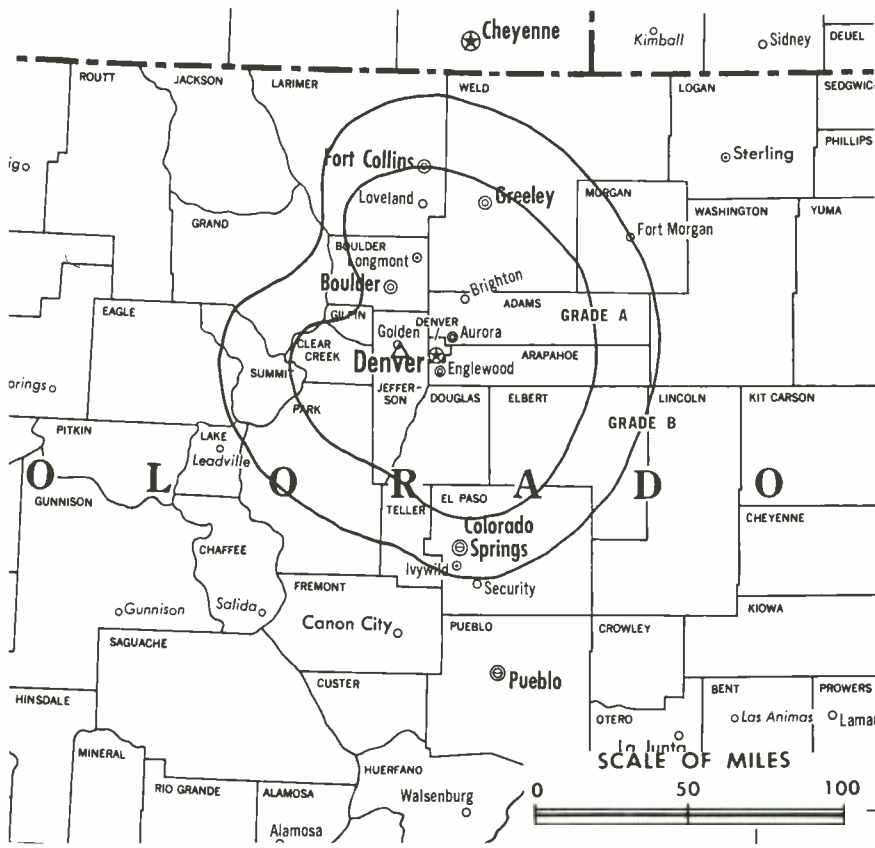 Cheyenne
Kimball
Sidney
DEUEL
ROUTT
JACKSON
LARIMER
WELD
LOGAN
SEDGWIC
PHILLIPS
Fort Collins
Sterling
ig
Loveland
Greeley
MORGAN
WASHINGTON
YUMA
GRAND
Fort Morgan
BOULDER
Longmont
Boulder
Brighton
EAGLE
GILPIN
ADAMS
GRADE A
DENVER
Golden
Aurora
CLEAR
CREEK
Denver
ARAPAHOE
SUMMIT
Englewood
orings
JEFFER-
SON
DOUGLAS
ELBERT
LINCOLN
KIT CARSON
PARK
GRADE B
PITKIN
LAKE
Leadville
O L O R A D O
GUNNISON
EL PASO
TELLER
CHEYENNE
Colorado
Springs
CHAFFEE
Ivywild
Security
FREMONT
Gunnison
Salida
KIOWA
Canon City
PUEBLO
CROWLEY
SAGUACHE
Pueblo
CUSTER
HINSDALE
BENT
PROWERS
OTERO
Las Animas
Lamar
La Junta
MINERAL
SCALE OF MILES
HUERFANO
0 50 100
RIO GRANDE
ALAMOSA
Walsenburg
Alamosa